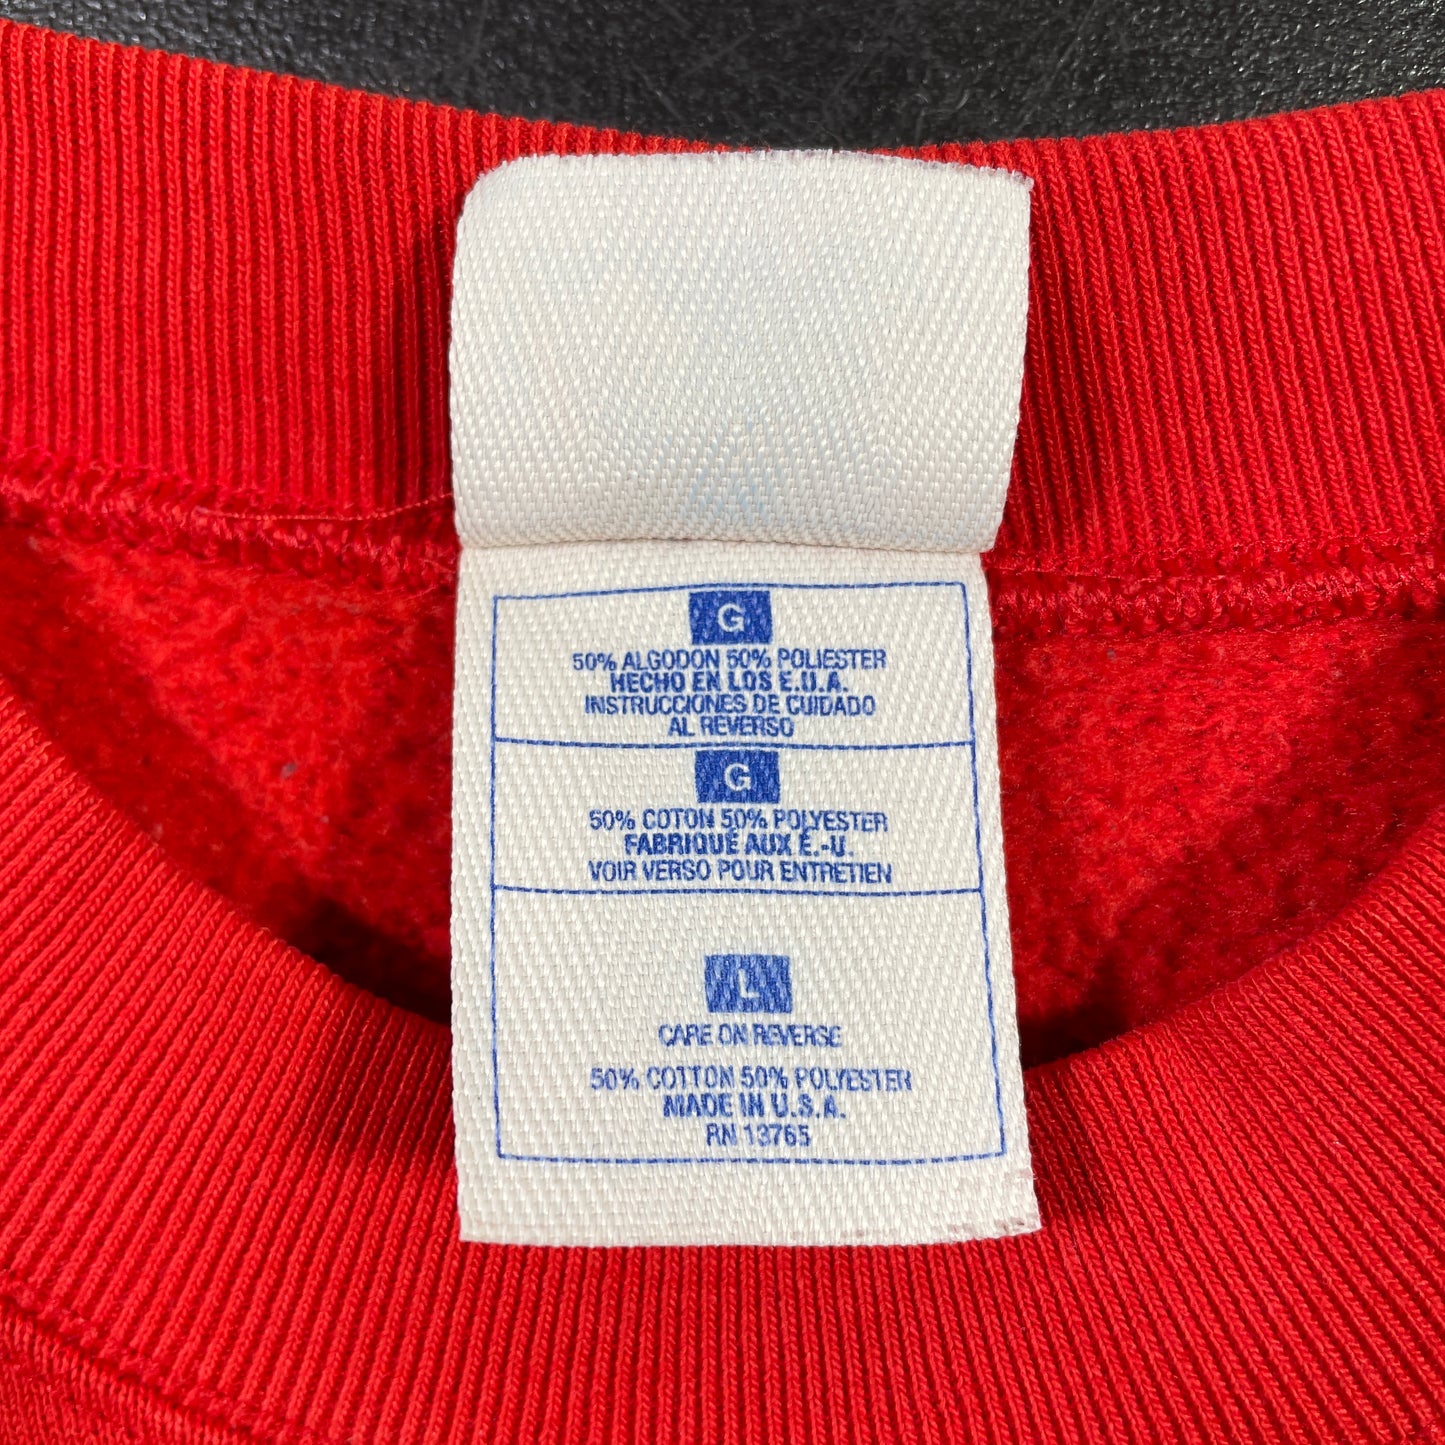 G
50% ALGODON 50% POLIESTER
HECHO EN LOS E.U.A.
INSTRUCCIONES DE CUIDADO
AL REVERSO
G
50% COTON 50% POLYESTER
FABRIQUÉ AUX É.-U.
VOIR VERSO POUR ENTRETIEN
L
CARE ON REVERSE
50% COTTON 50% POLYESTER
MADE IN U.S.A.
RN 13765